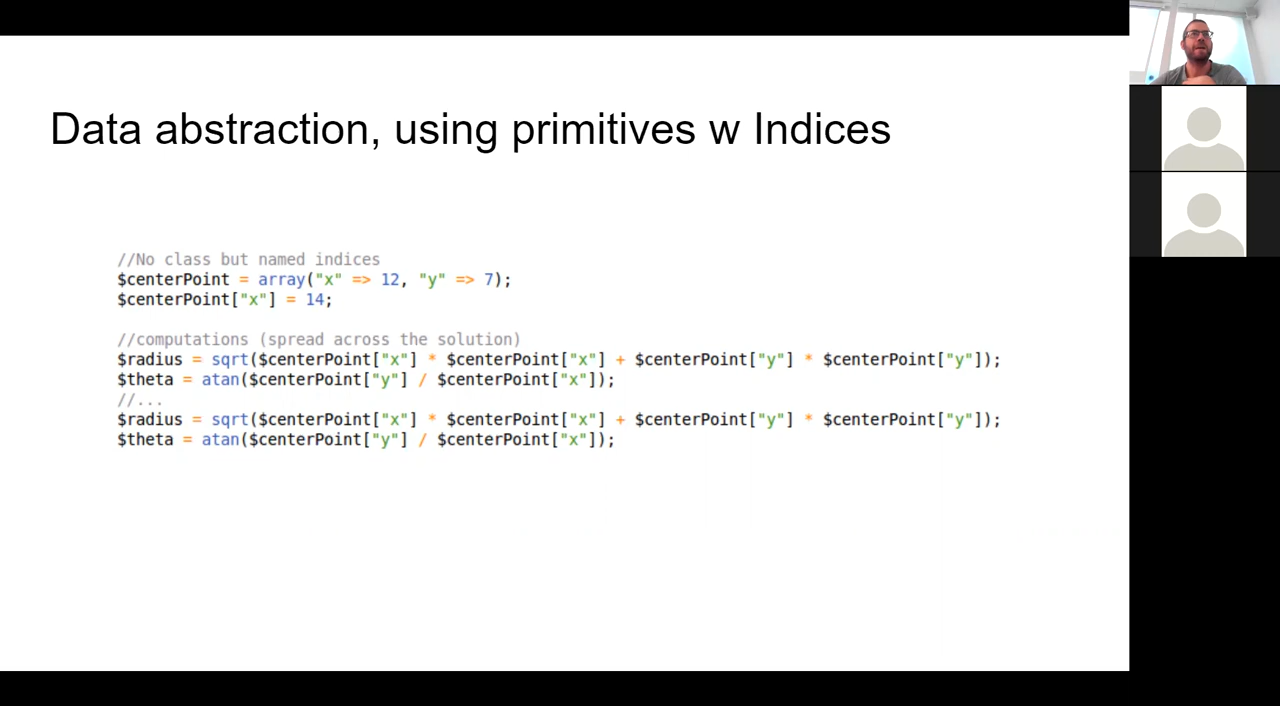 Data abstraction, using primitives w Indices
//No class but named indices
$centerPoint = array("x" => 12, "y" => 7);
$centerPoint["x"] = 14;
//computations (spread across the solution)
$radius = sqrt($centerPoint["x"] * $centerPoint["x"] + $centerPoint["y"] * $centerPoint["y"]);
$theta = atan($centerPoint["y"] / $centerPoint["x"]);
//...
$radius = sqrt($centerPoint["x"] * $centerPoint["x"] + $centerPoint["y"] * $centerPoint["y"]);
$theta = atan($centerPoint["y"] / $centerPoint["x"]);